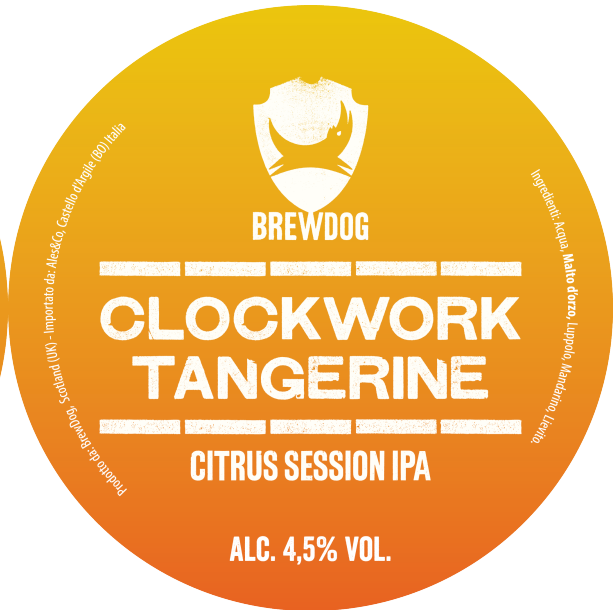 BREWDOG
CLOCKWORK
TANGERINE
CITRUS SESSION IPA
ALC. 4,5% VOL.
Prodotto da: BrewDog, Scotland (UK) - Importato da: Ales&Co, Castello d'Argile (BO) Italia
Ingredienti: Acqua, Malto d'orzo, Luppolo, Mandarino, Lievito.